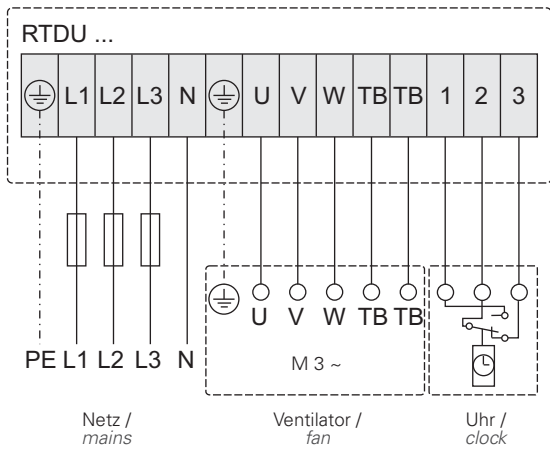 RTDU ...
L1 L2 L3 N U V W TB TB 1 2 3
U V W TB TB
PE L1 L2 L3 N
M 3 ~
Netz / Ventilator / Uhr /
mains fan clock